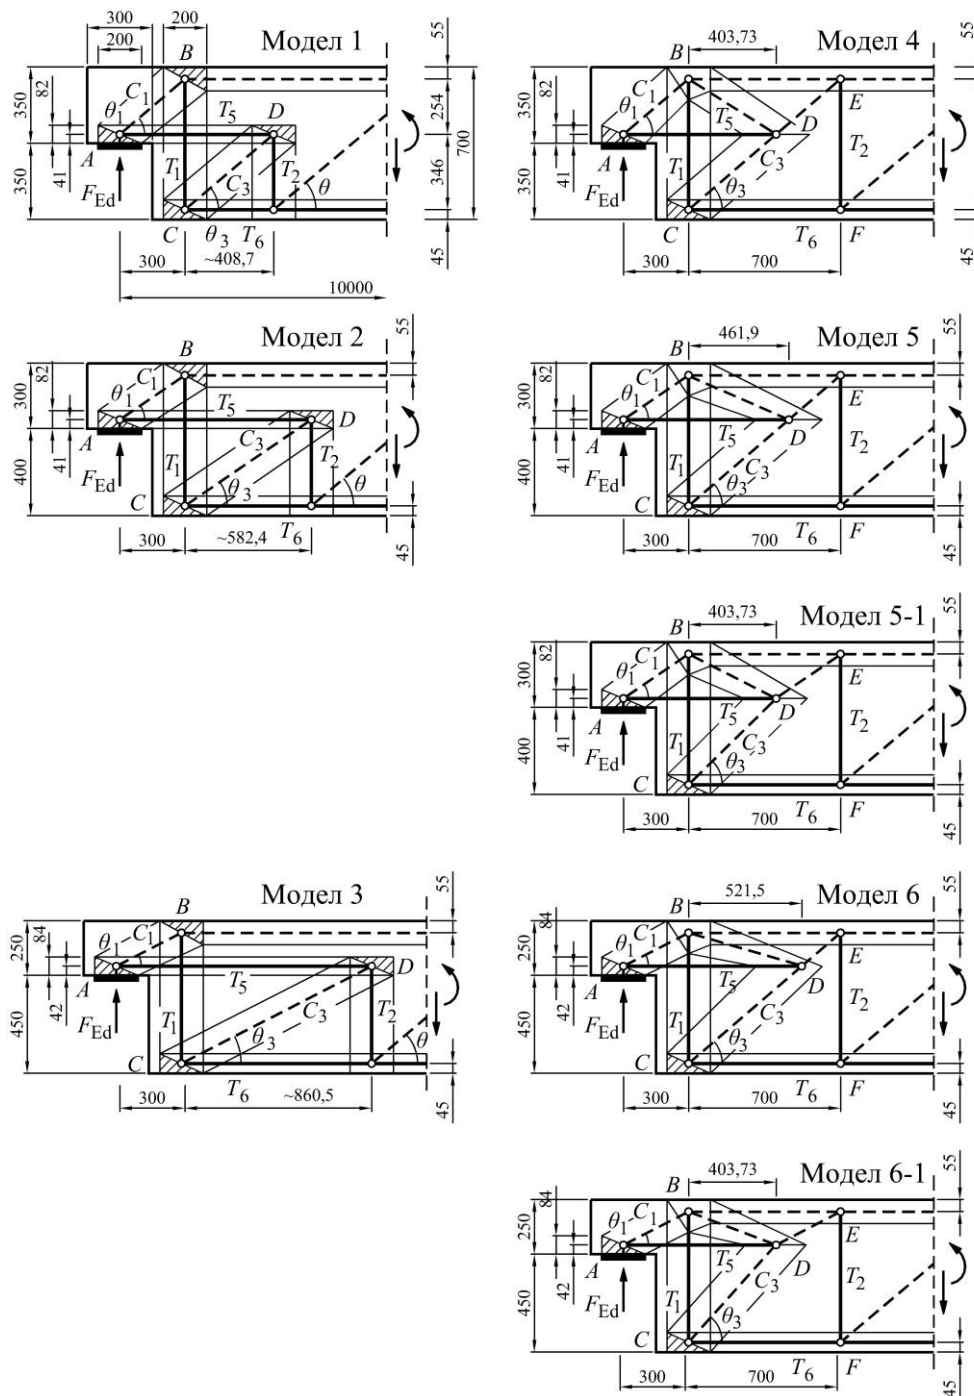 Модел 1
300
200
200
55
350
82
41
350
254
346
45
700
A
B
C
D
C1
C3
T1
T2
T5
T6
θ1
θ3
θ
FEd
300
~408,7
10000
Модел 4
403,73
55
350
82
41
350
45
A
B
C
D
E
F
C1
C3
T1
T2
T5
T6
θ1
θ3
FEd
300
700
Модел 2
55
300
82
41
400
45
A
B
C
D
C1
C3
T1
T2
T5
T6
θ1
θ3
θ
FEd
300
~582,4
Модел 5
461,9
55
300
82
41
400
45
A
B
C
D
E
F
C1
C3
T1
T2
T5
T6
θ1
θ3
FEd
300
700
Модел 5-1
403,73
55
300
82
41
400
45
A
B
C
D
E
F
C1
C3
T1
T2
T5
T6
θ1
θ3
FEd
300
700
Модел 3
55
250
84
42
450
45
A
B
C
D
C1
C3
T1
T2
T5
T6
θ1
θ3
θ
FEd
300
~860,5
Модел 6
521,5
55
250
84
42
450
45
A
B
C
D
E
F
C1
C3
T1
T2
T5
T6
θ1
θ3
FEd
300
700
Модел 6-1
403,73
55
250
84
42
450
45
A
B
C
D
E
F
C1
C3
T1
T2
T5
T6
θ1
θ3
FEd
300
700